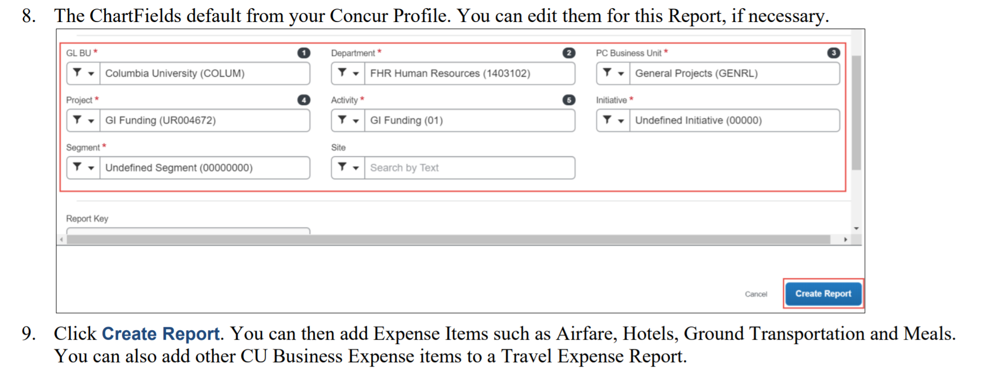 8. The ChartFields default from your Concur Profile. You can edit them for this Report, if necessary.
GL BU * 1 Department * 2 PC Business Unit * 3
Columbia University (COLUM) FHR Human Resources (1403102) General Projects (GENRL)
Project * 4 Activity * 5 Initiative *
GI Funding (UR004672) GI Funding (01) Undefined Initiative (00000)
Segment * Site
Undefined Segment (00000000) Search by Text
Report Key
Cancel Create Report
9. Click Create Report. You can then add Expense Items such as Airfare, Hotels, Ground Transportation and Meals.
You can also add other CU Business Expense items to a Travel Expense Report.